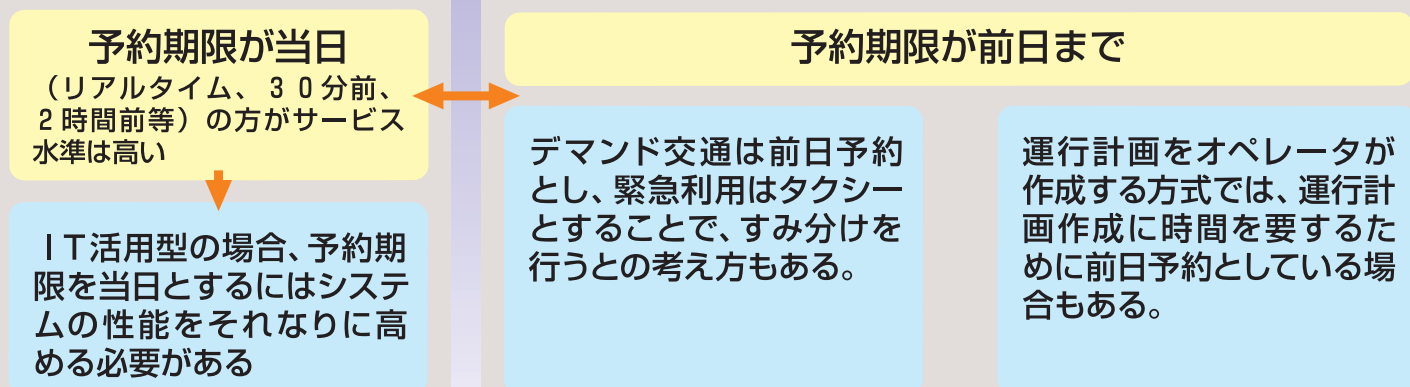 予約期限が当日
（リアルタイム、30分前、
2時間前等）の方がサービス
水準は高い
ＩＴ活用型の場合、予約期
限を当日とするにはシステ
ムの性能をそれなりに高
める必要がある
予約期限が前日まで
デマンド交通は前日予約
とし、緊急利用はタクシー
とすることで、すみ分けを
行うとの考え方もある。
運行計画をオペレータが
作成する方式では、運行計
画作成に時間を要するた
めに前日予約としている場
合もある。